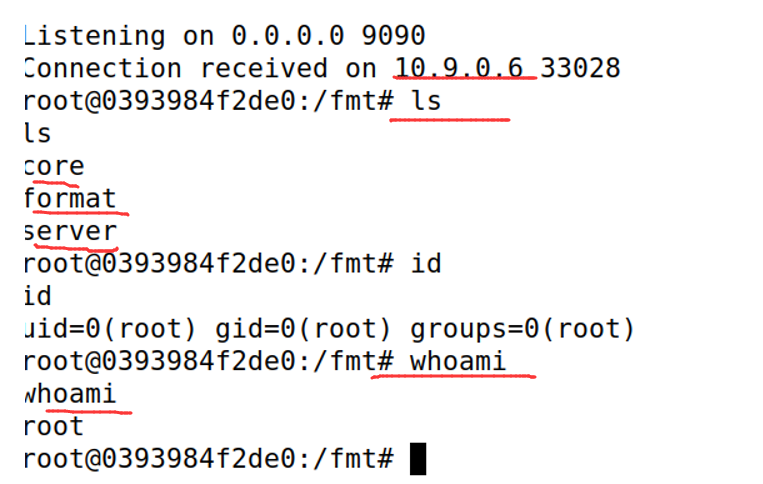 Listening on 0.0.0.0 9090
Connection received on 10.9.0.6 33028
root@0393984f2de0:/fmt# ls
ls
core
format
server
root@0393984f2de0:/fmt# id
id
uid=0(root) gid=0(root) groups=0(root)
root@0393984f2de0:/fmt# whoami
whoami
root
root@0393984f2de0:/fmt#